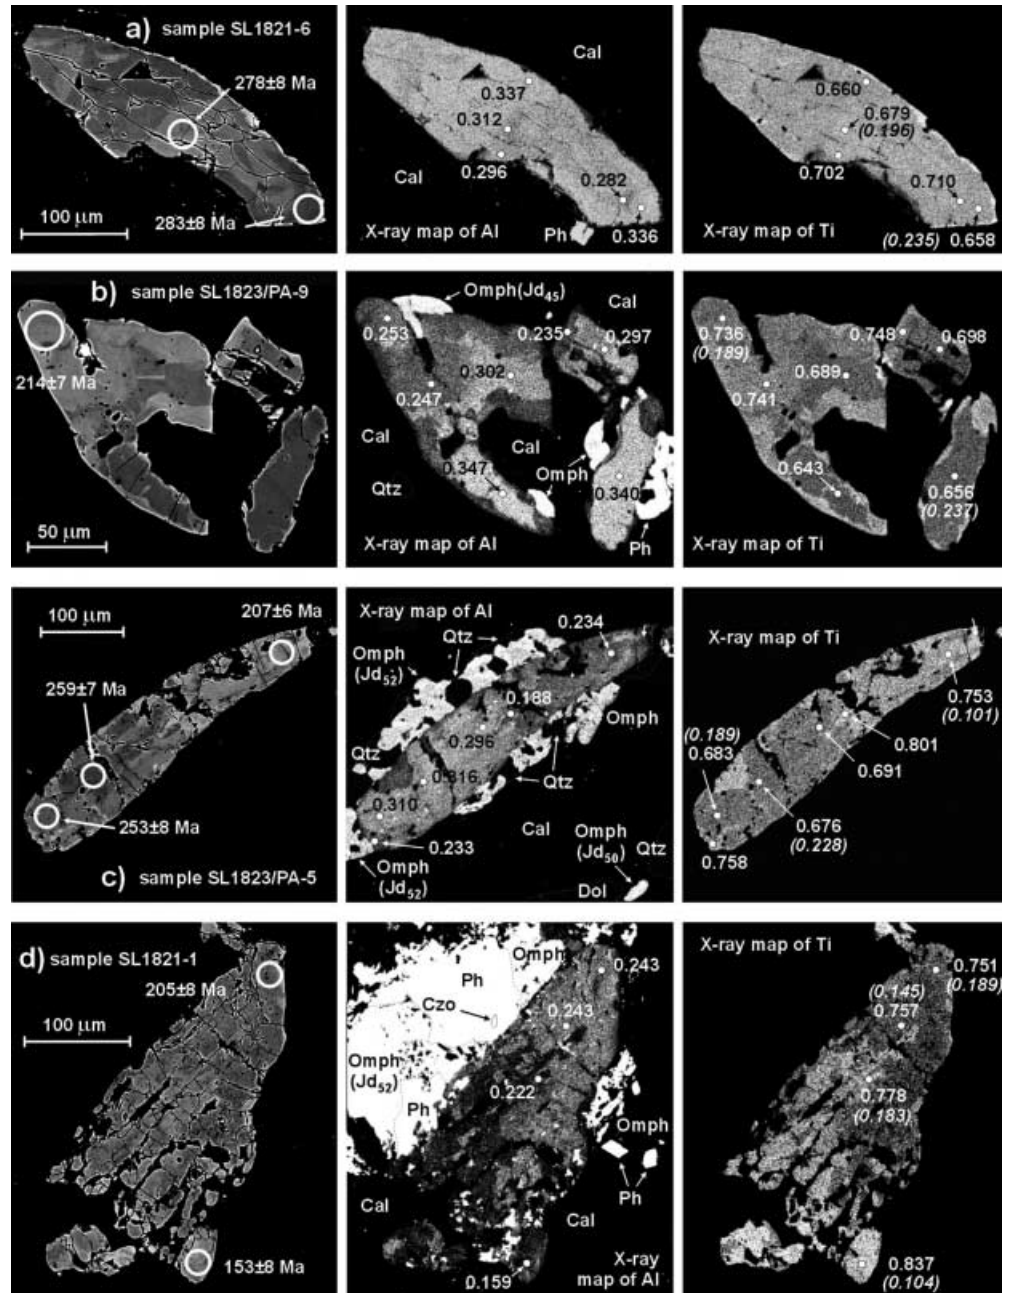 a) sample SL1821-6
278±8 Ma
100 µm
283±8 Ma
Cal
0.337
0.312
Cal
0.296
0.282
X-ray map of Al
Ph
0.336
0.660
0.679
(0.196)
0.702
0.710
X-ray map of Ti
(0.235) 0.658
b) sample SL1823/PA-9
214±7 Ma
50 µm
Omph(Jd45)
Cal
0.253
0.235
0.297
0.302
0.247
Cal
Cal
0.347
Omph
Qtz
0.340
X-ray map of Al
Ph
0.736
(0.189)
0.748
0.698
0.689
0.741
0.643
0.656
(0.237)
X-ray map of Ti
100 µm
207±6 Ma
259±7 Ma
253±8 Ma
c) sample SL1823/PA-5
X-ray map of Al
0.234
Qtz
Omph
(Jd52)
0.188
Omph
0.296
Qtz
0.316
Qtz
0.310
Cal
Omph
(Jd50)
Qtz
0.233
Omph
(Jd52)
Dol
X-ray map of Ti
0.753
(0.101)
(0.189)
0.683
0.801
0.691
0.676
(0.228)
0.758
d) sample SL1821-1
205±8 Ma
100 µm
153±8 Ma
Omph
0.243
Ph
Czo
0.243
Omph
(Jd52)
0.222
Ph
Omph
Ph
Cal
Cal
X-ray
map of Al
0.159
X-ray map of Ti
0.751
(0.189)
(0.145)
0.757
0.778
(0.183)
0.837
(0.104)